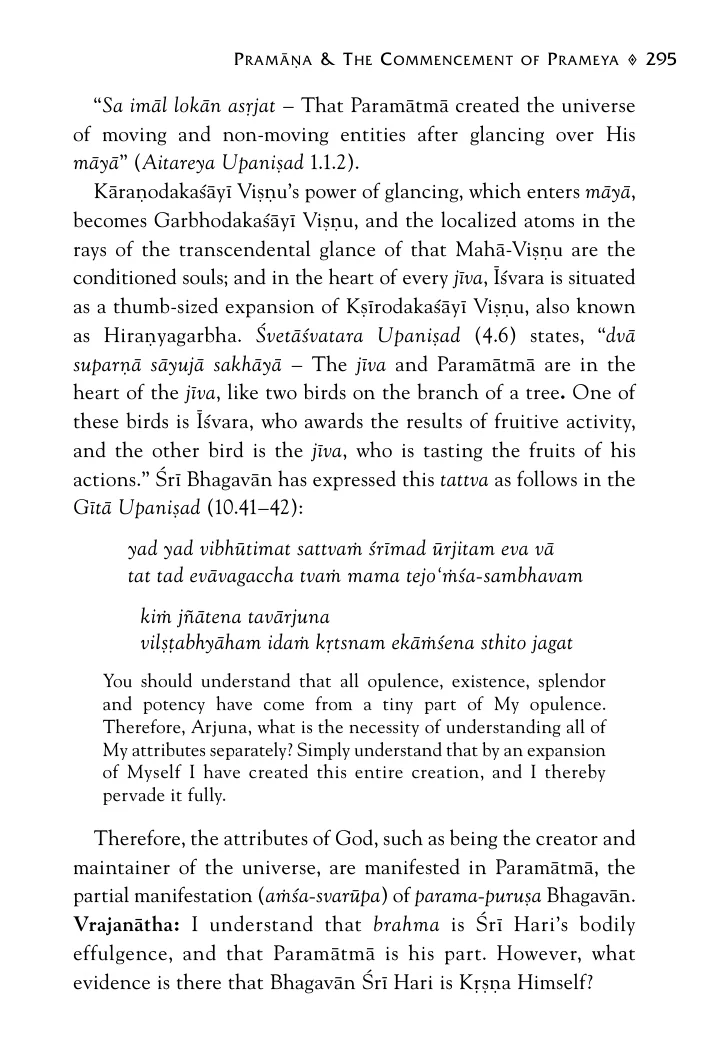 PRAMĀṆA & THE COMMENCEMENT OF PRAMEYA ◈ 295
“Sa imāl lokān asṛjat – That Paramātmā created the universe
of moving and non-moving entities after glancing over His
māyā” (Aitareya Upaniṣad 1.1.2).
Kāraṇodakaśāyī Viṣṇu’s power of glancing, which enters māyā,
becomes Garbhodakaśāyī Viṣṇu, and the localized atoms in the
rays of the transcendental glance of that Mahā-Viṣṇu are the
conditioned souls; and in the heart of every jīva, Īśvara is situated
as a thumb-sized expansion of Kṣīrodakaśāyī Viṣṇu, also known
as Hiraṇyagarbha. Śvetāśvatara Upaniṣad (4.6) states, “dvā
suparṇā sāyujā sakhāyā – The jīva and Paramātmā are in the
heart of the jīva, like two birds on the branch of a tree. One of
these birds is Īśvara, who awards the results of fruitive activity,
and the other bird is the jīva, who is tasting the fruits of his
actions.” Śrī Bhagavān has expressed this tattva as follows in the
Gītā Upaniṣad (10.41–42):
yad yad vibhūtimat sattvaṁ śrīmad ūrjitam eva vā
tat tad evāvagaccha tvaṁ mama tejo‘ṁśa-sambhavam
kiṁ jñātena tavārjuna
vilṣṭabhyāham idaṁ kṛtsnam ekāṁśena sthito jagat
You should understand that all opulence, existence, splendor
and potency have come from a tiny part of My opulence.
Therefore, Arjuna, what is the necessity of understanding all of
My attributes separately? Simply understand that by an expansion
of Myself I have created this entire creation, and I thereby
pervade it fully.
Therefore, the attributes of God, such as being the creator and
maintainer of the universe, are manifested in Paramātmā, the
partial manifestation (aṁśa-svarūpa) of parama-puruṣa Bhagavān.
Vrajanātha: I understand that brahma is Śrī Hari’s bodily
effulgence, and that Paramātmā is his part. However, what
evidence is there that Bhagavān Śrī Hari is Kṛṣṇa Himself?